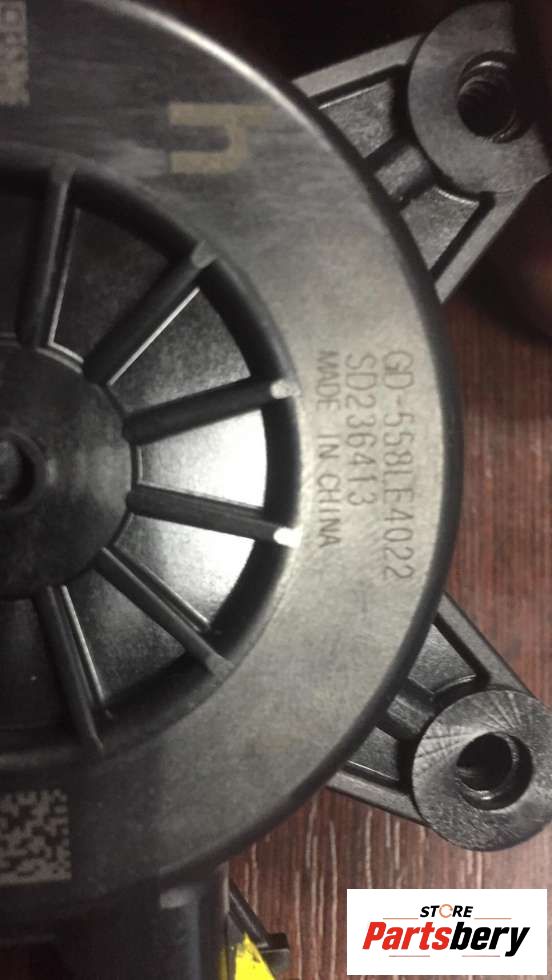 GD-558LE4022
SD236413
MADE IN CHINA
h
STORE
Partsbery